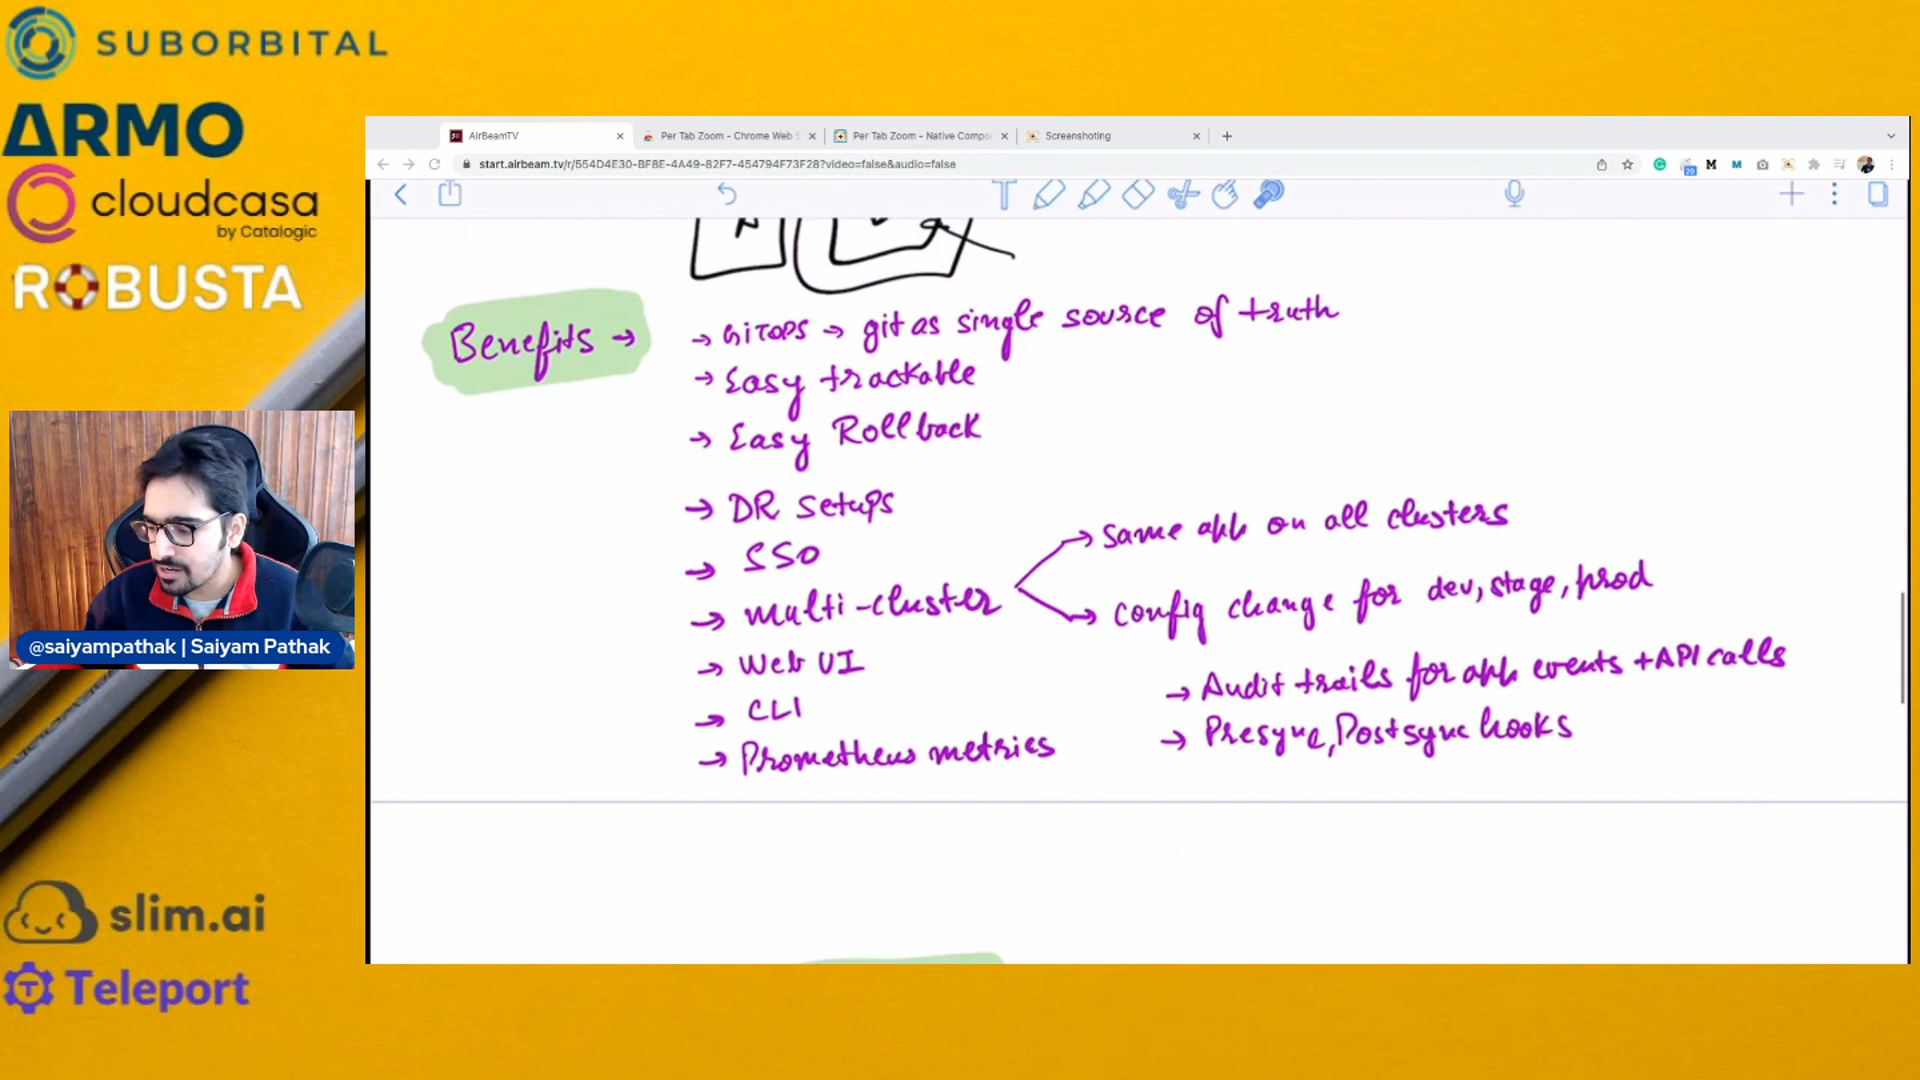 SUBORBITAL
ARMO
cloudcasa
by Catalogic
ROBUSTA
@saiyampathak | Saiyam Pathak
slim.ai
Teleport
AirBeamTV
Per Tab Zoom - Chrome Web S
Per Tab Zoom - Native Compo
Screenshoting
start.airbeam.tv/r/554D4E30-BF8E-4A49-82F7-454794F73F28?video=false&audio=false
Benefits →
→ GITOPS → git as single source of truth
→ Easy trackable
→ Easy Rollback
→ DR setups
→ SSO
→ multi-cluster
→ same app on all clusters
→ config change for dev, stage, prod
→ Web UI
→ CLI
→ Prometheus metrics
→ Audit trails for app events + API calls
→ Presync, Postsync hooks